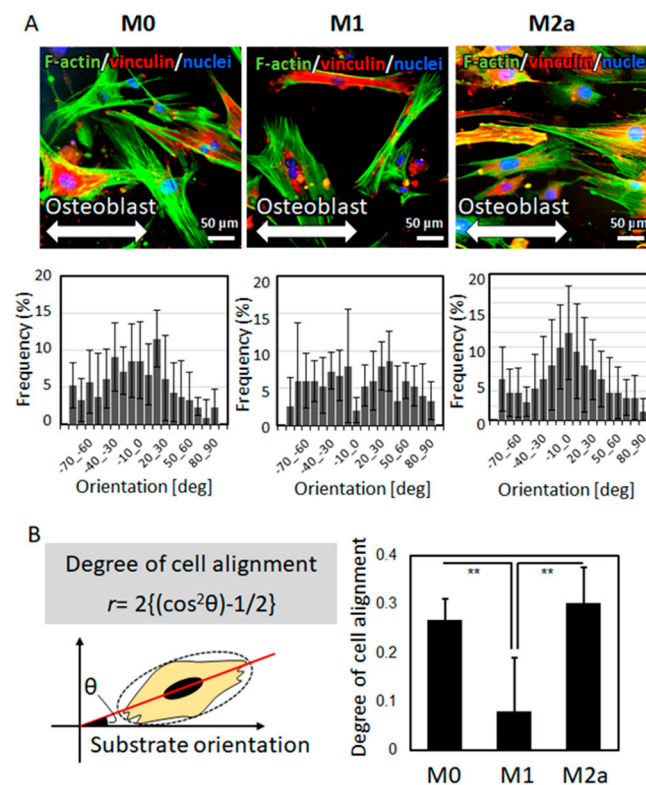 A
M0 M1 M2a
F-actin/vinculin/nuclei F-actin/vinculin/nuclei F-actin/vinculin/nuclei
Osteoblast Osteoblast Osteoblast
50 μm 50 μm 50 μm
Frequency (%) Frequency (%) Frequency (%)
20 20 20
15 15 15
10 10 10
5 5 5
0 0 0
-70_-60 -40_-30 -10_0 20_30 50_60 80_90 -70_-60 -40_-30 -10_0 20_30 50_60 80_90 -70_-60 -40_-30 -10_0 20_30 50_60 80_90
Orientation [deg] Orientation [deg] Orientation [deg]
B
Degree of cell alignment
r= 2{(cos²θ)-1/2}
θ
Substrate orientation
Degree of cell alignment
0.4
0.3
0.2
0.1
0
** **
M0 M1 M2a